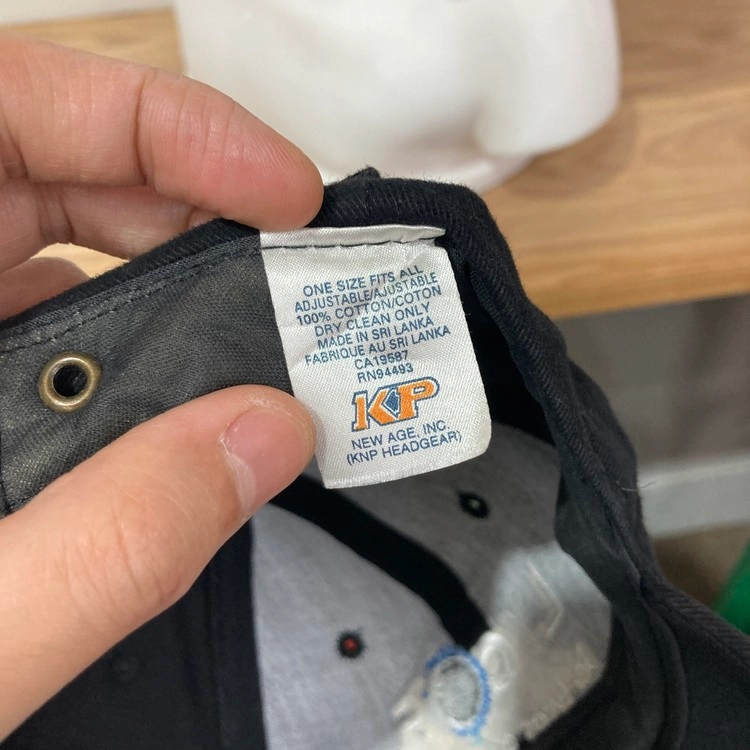 ONE SIZE FITS ALL
ADJUSTABLE/AJUSTABLE
100% COTTON/COTON
DRY CLEAN ONLY
MADE IN SRI LANKA
FABRIQUE AU SRI LANKA
CA19587
RN94493
KP
NEW AGE, INC.
(KNP HEADGEAR)